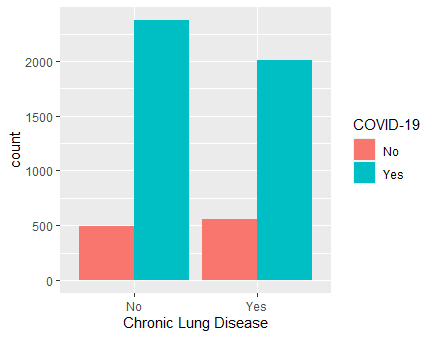 2000
1500
1000
500
0
count
No
Yes
Chronic Lung Disease
COVID-19
No
Yes